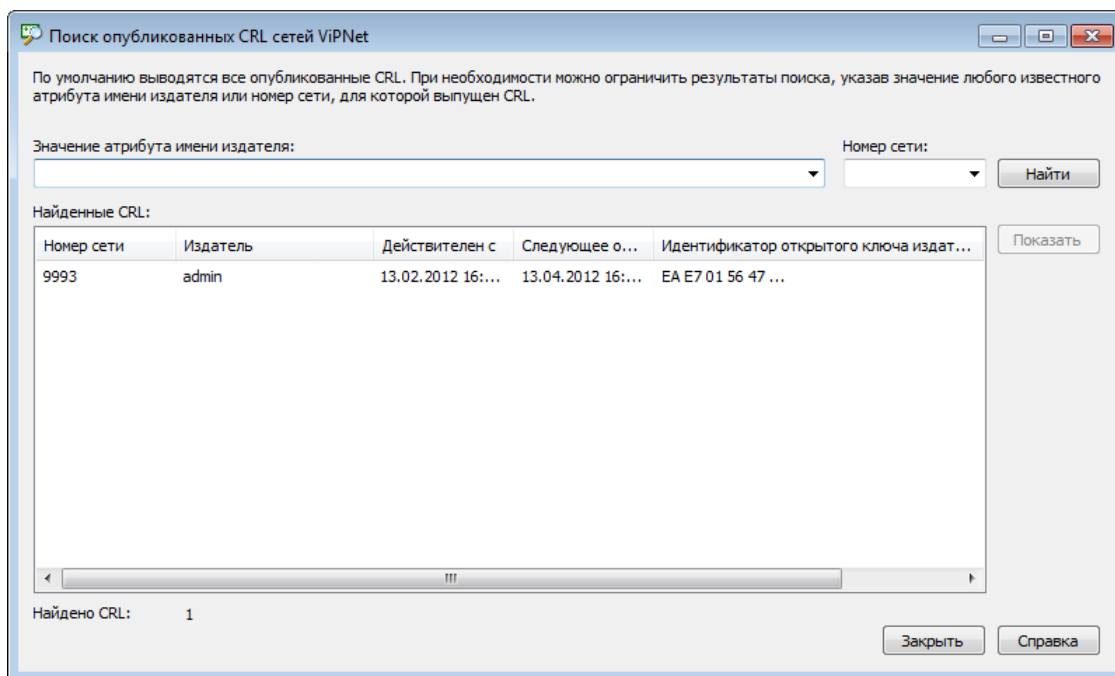 Поиск опубликованных CRL сетей ViPNet
По умолчанию выводятся все опубликованные CRL. При необходимости можно ограничить результаты поиска, указав значение любого известного
атрибута имени издателя или номер сети, для которой выпущен CRL.
Значение атрибута имени издателя: Номер сети:
Найти
Найденные CRL:
Показать
Номер сети Издатель Действителен с Следующее о... Идентификатор открытого ключа издат...
9993 admin 13.02.2012 16:... 13.04.2012 16:... EA E7 01 56 47 ...
Найдено CRL: 1
Закрыть Справка